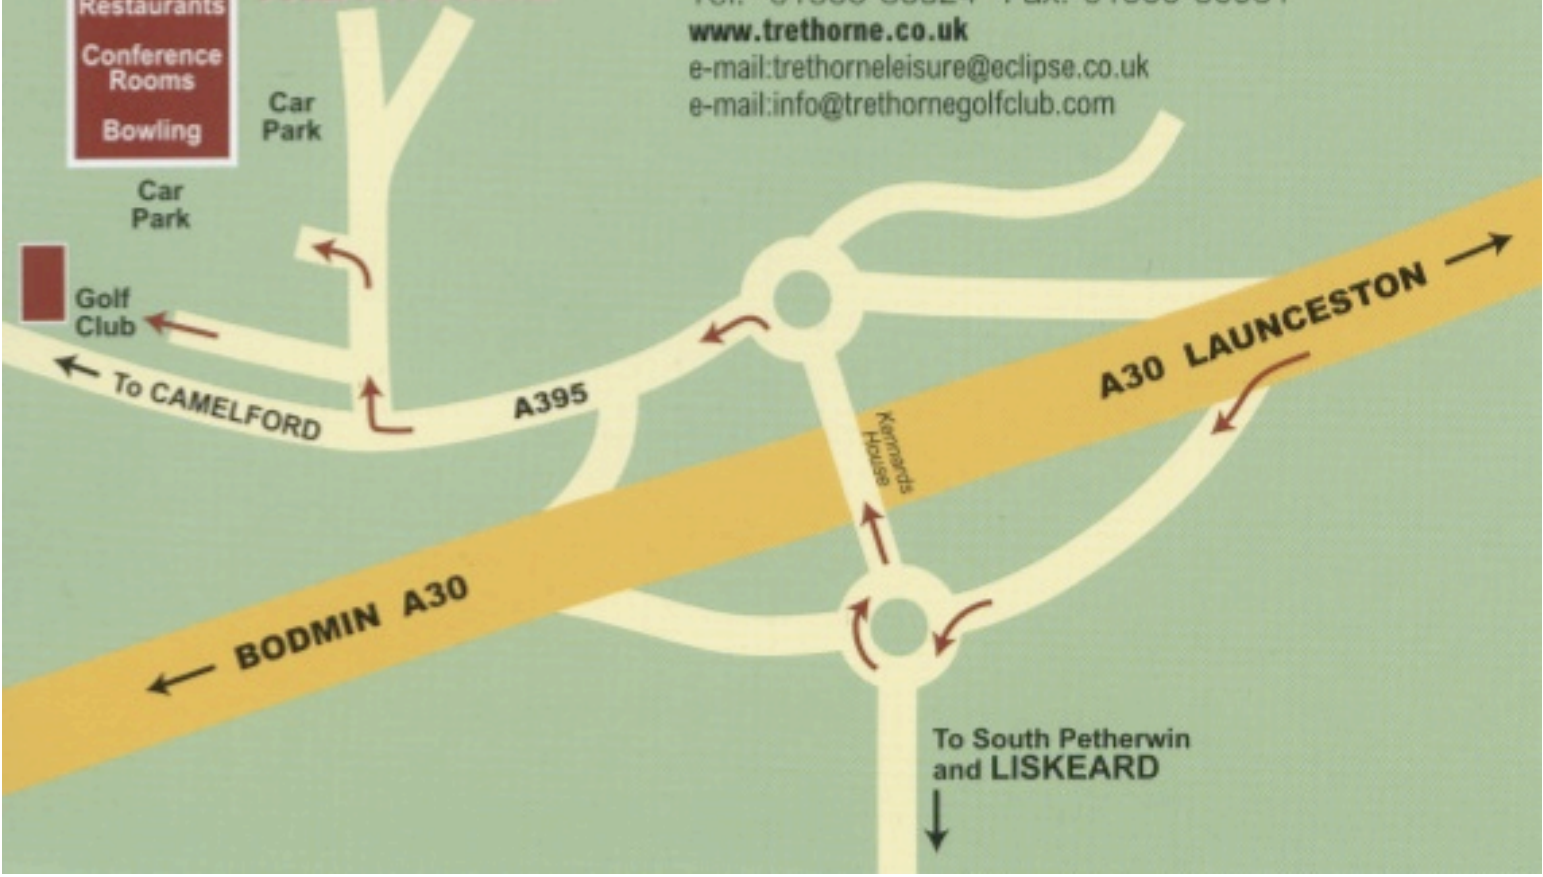 Restaurants
Conference
Rooms
Bowling
Car
Park
Car
Park
Golf
Club
www.trethorne.co.uk
e-mail:trethorneleisure@eclipse.co.uk
e-mail:info@trethornegolfclub.com
A30 LAUNCESTON
Kennards
House
A395
To CAMELFORD
BODMIN A30
To South Petherwin
and LISKEARD